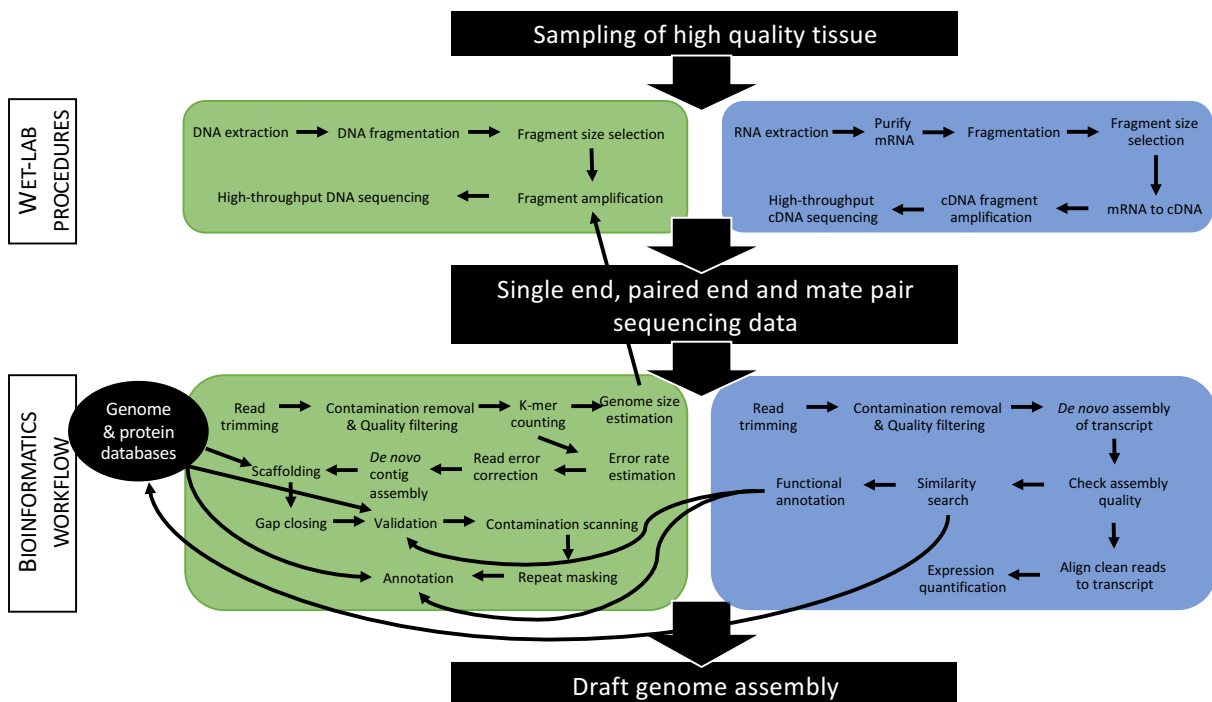 Sampling of high quality tissue
WET-LAB
PROCEDURES
DNA extraction
DNA fragmentation
Fragment size selection
High-throughput DNA sequencing
Fragment amplification
RNA extraction
Purify
mRNA
Fragmentation
Fragment size
selection
High-throughput
cDNA sequencing
cDNA fragment
amplification
mRNA to cDNA
Single end, paired end and mate pair
sequencing data
BIOINFORMATICS
WORKFLOW
Genome
& protein
databases
Read
trimming
Contamination removal
& Quality filtering
K-mer
counting
Genome size
estimation
Scaffolding
De novo
contig
assembly
Read error
correction
Error rate
estimation
Gap closing
Validation
Contamination scanning
Annotation
Repeat masking
Read
trimming
Contamination removal
& Quality filtering
De novo assembly
of transcript
Functional
annotation
Similarity
search
Check assembly
quality
Expression
quantification
Align clean reads
to transcript
Draft genome assembly